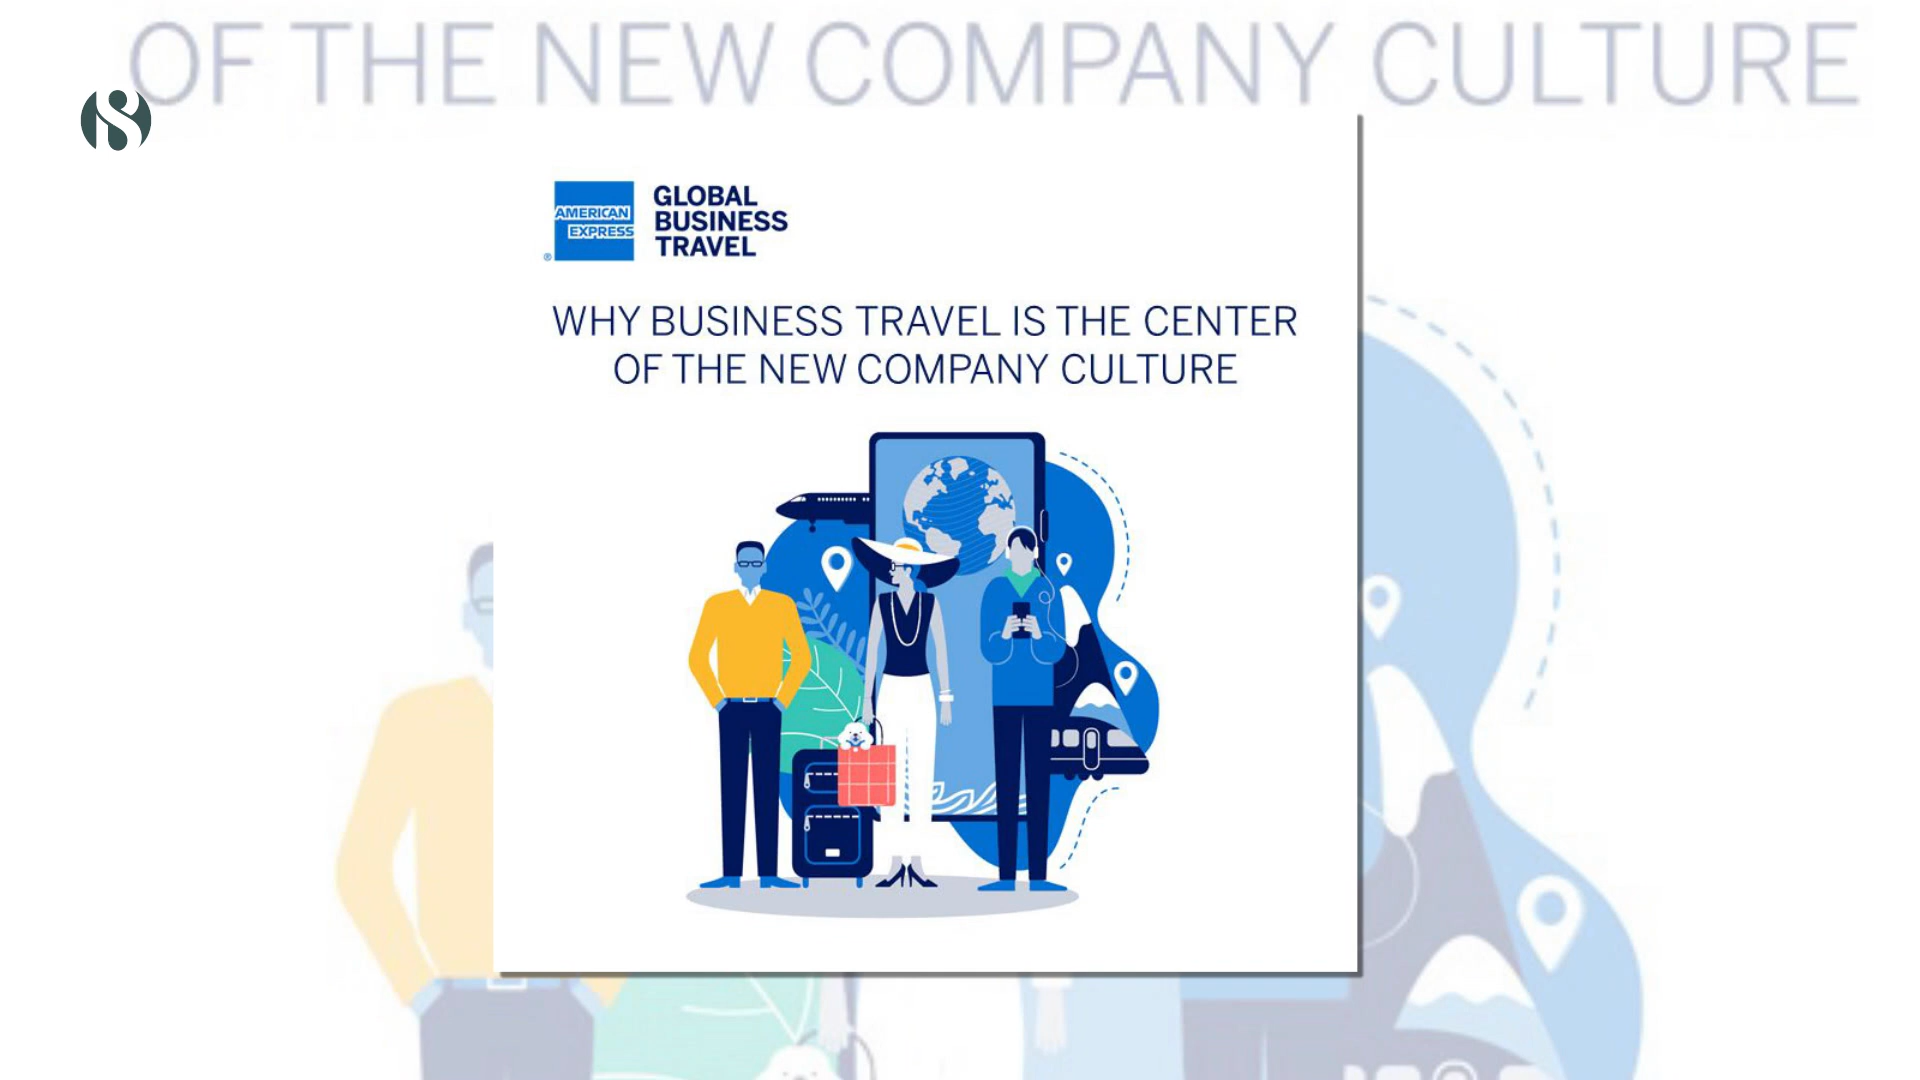 OF THE NEW COMPANY CULTURE
AMERICAN
EXPRESS
®
GLOBAL
BUSINESS
TRAVEL
WHY BUSINESS TRAVEL IS THE CENTER
OF THE NEW COMPANY CULTURE